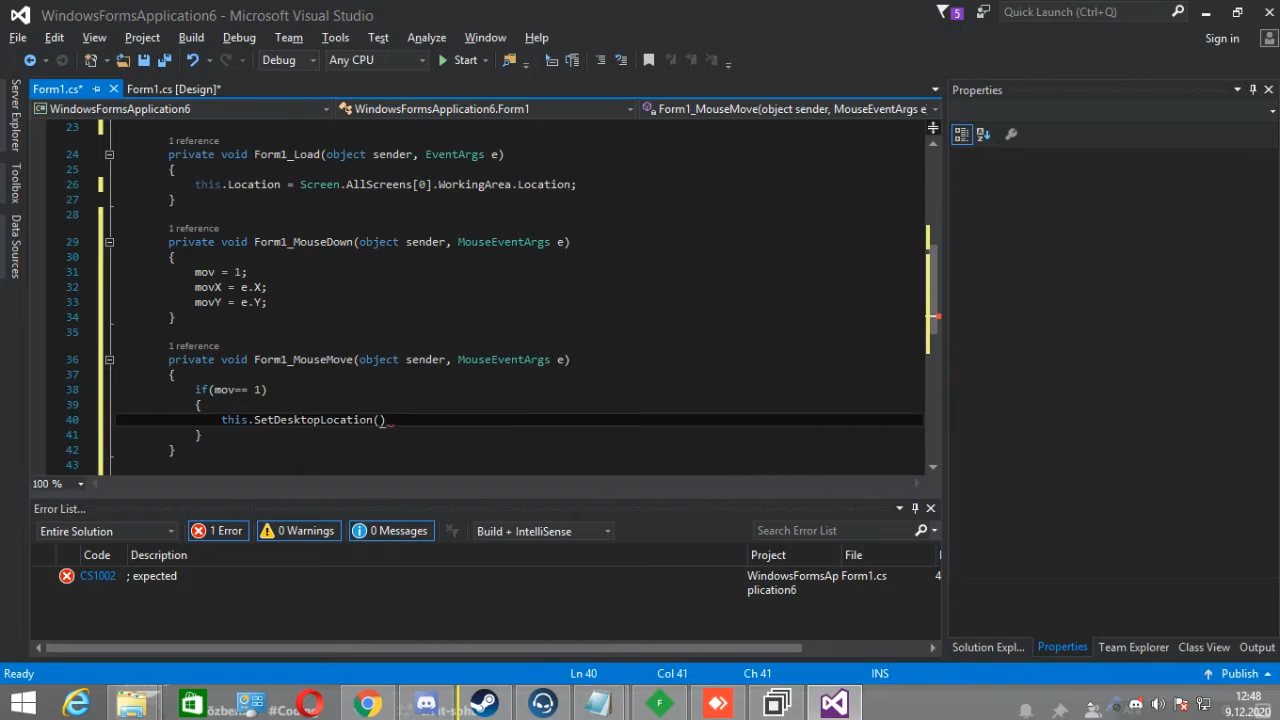 WindowsFormsApplication6 - Microsoft Visual Studio
5
Quick Launch (Ctrl+Q)
File Edit View Project Build Debug Team Tools Test Analyze Window Help
Sign in
Debug Any CPU Start
Form1.cs* Form1.cs [Design]*
Properties
WindowsFormsApplication6 WindowsFormsApplication6.Form1 Form1_MouseMove(object sender, MouseEventArgs e
Server Explorer
Toolbox
Data Sources
23
1 reference
24 private void Form1_Load(object sender, EventArgs e)
25 {
26 this.Location = Screen.AllScreens[0].WorkingArea.Location;
27 }
28
1 reference
29 private void Form1_MouseDown(object sender, MouseEventArgs e)
30 {
31 mov = 1;
32 movX = e.X;
33 movY = e.Y;
34 }
35
1 reference
36 private void Form1_MouseMove(object sender, MouseEventArgs e)
37 {
38 if(mov== 1)
39 {
40 this.SetDesktopLocation()
41 }
42 }
43
100 %
Error List...
Entire Solution 1 Error 0 Warnings 0 Messages Build + IntelliSense Search Error List
Code Description Project File
CS1002 ; expected WindowsFormsAp Form1.cs 4
plication6
Solution Expl... Properties Team Explorer Class View Output
Ready Ln 40 Col 41 Ch 41 INS Publish
12:48
9.12.2020